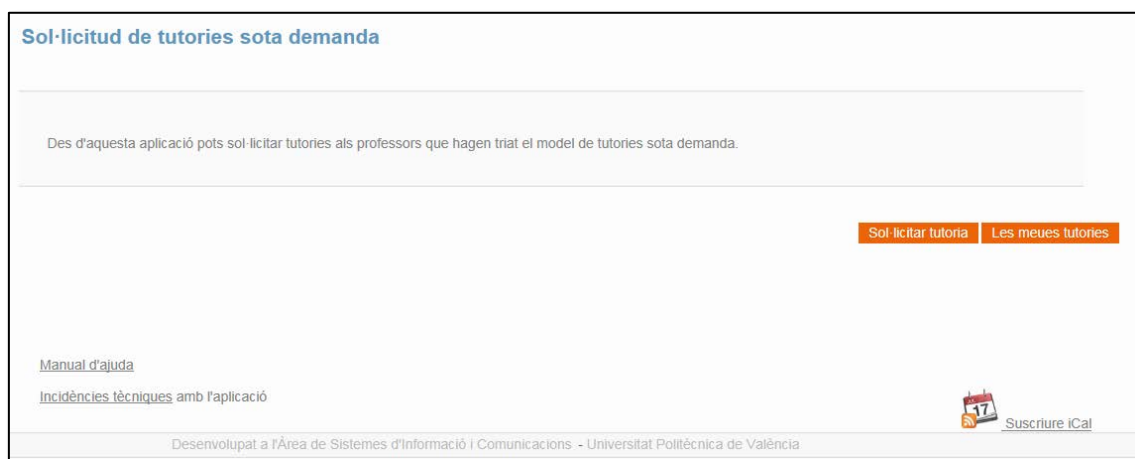 Sol·licitud de tutories sota demanda
Des d'aquesta aplicació pots sol·licitar tutories als professors que hagen triat el model de tutories sota demanda.
Sol·licitar tutoria Les meues tutories
Manual d'ajuda
Incidències tècniques amb l'aplicació
17
Suscriure iCal
Desenvolupat a l'Àrea de Sistemes d'Informació i Comunicacions - Universitat Politécnica de València